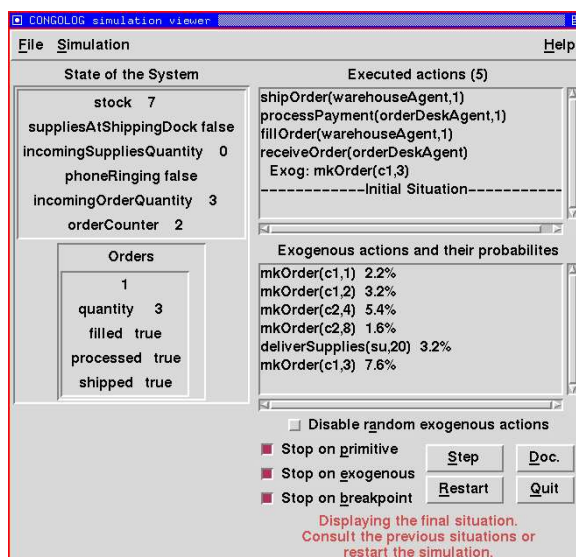 CONGOLOG simulation viewer
File Simulation Help
State of the System
stock 7
suppliesAtShippingDock false
incomingSuppliesQuantity 0
phoneRinging false
incomingOrderQuantity 3
orderCounter 2
Orders
1
quantity 3
filled true
processed true
shipped true
Executed actions (5)
shipOrder(warehouseAgent,1)
processPayment(orderDeskAgent,1)
fillOrder(warehouseAgent,1)
receiveOrder(orderDeskAgent)
Exog: mkOrder(c1,3)
-------------Initial Situation-----------
Exogenous actions and their probabilites
mkOrder(c1,1) 2.2%
mkOrder(c1,2) 3.2%
mkOrder(c2,4) 5.4%
mkOrder(c2,8) 1.6%
deliverSupplies(su,20) 3.2%
mkOrder(c1,3) 7.6%
Disable random exogenous actions
Stop on primitive
Stop on exogenous
Stop on breakpoint
Step Doc.
Restart Quit
Displaying the final situation.
Consult the previous situations or
restart the simulation.